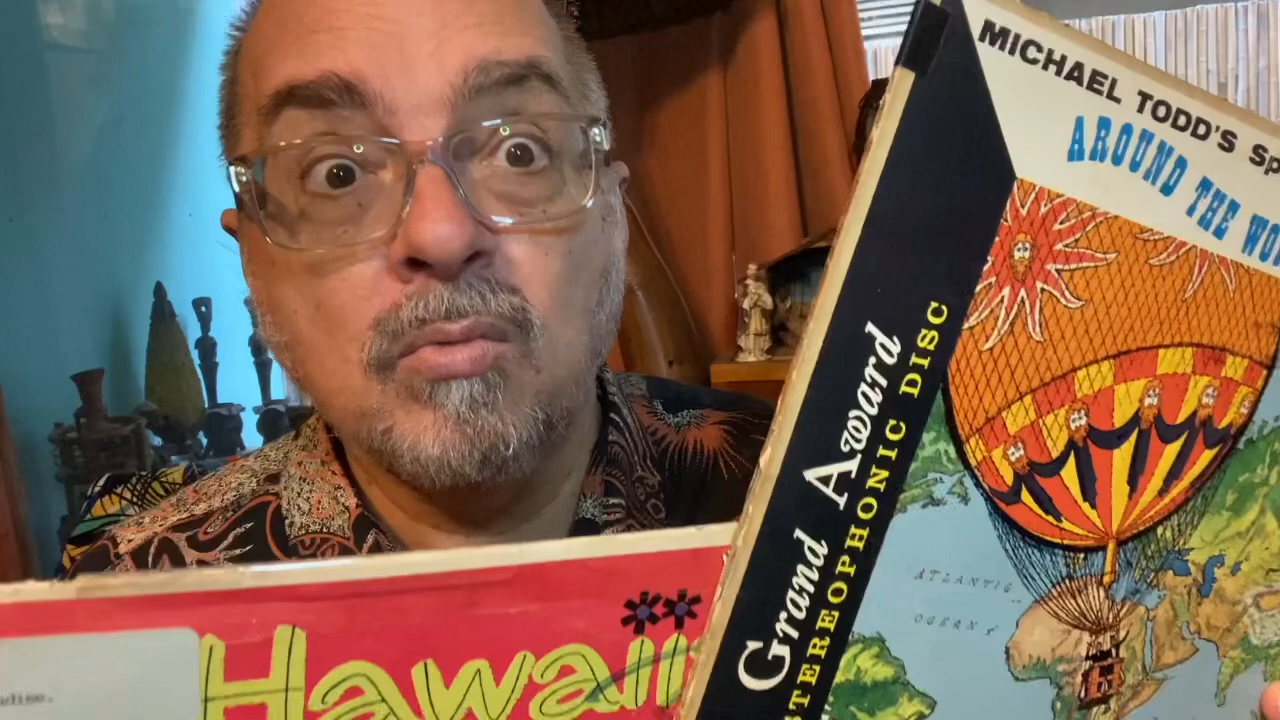 MICHAEL TODD'S
AROUND THE
Grand Award
STEREOPHONIC DISC
ATLANTIC
OCEAN
Hawaii